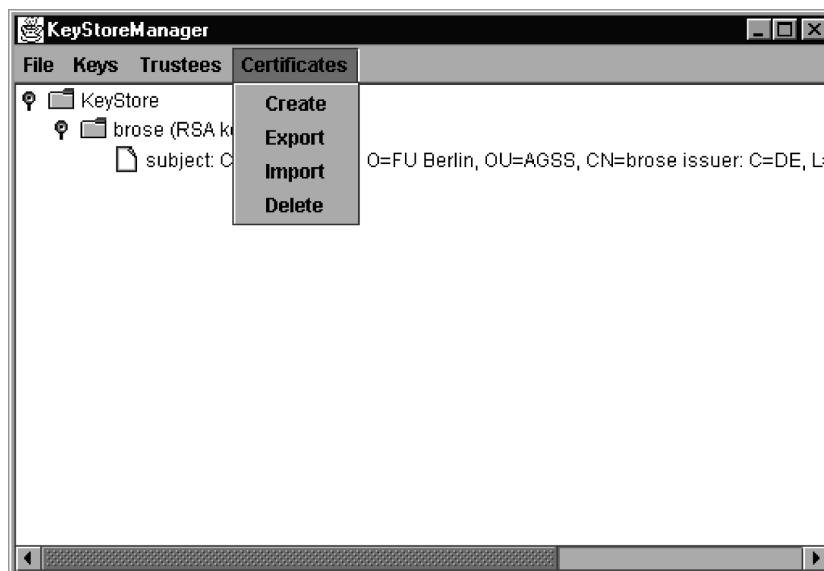 KeyStoreManager
File Keys Trustees Certificates
KeyStore
brose (RSA k
subject: C O=FU Berlin, OU=AGSS, CN=brose issuer: C=DE, L=
Create
Export
Import
Delete